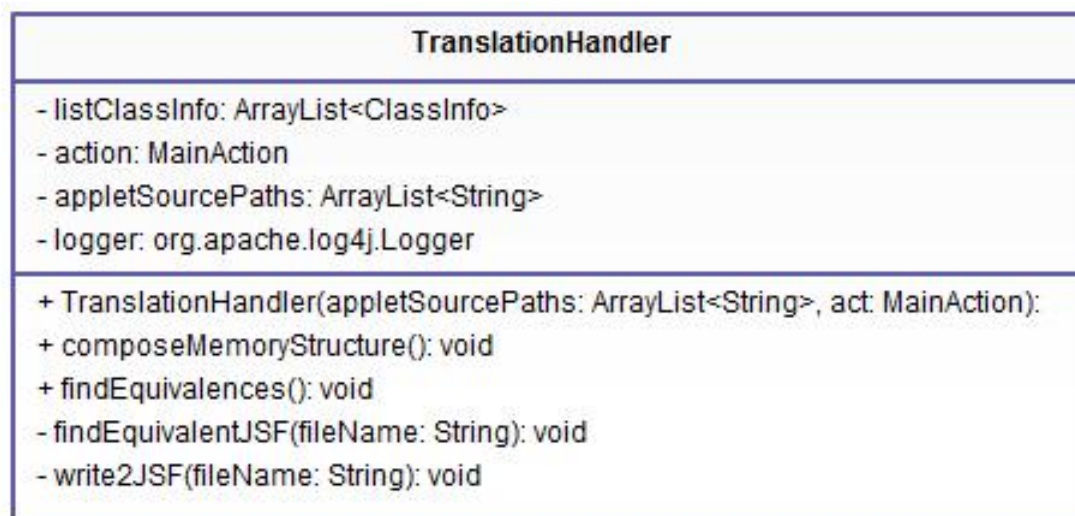 TranslationHandler
- listClassInfo: ArrayList<ClassInfo>
- action: MainAction
- appletSourcePaths: ArrayList<String>
- logger: org.apache.log4j.Logger
+ TranslationHandler(appletSourcePaths: ArrayList<String>, act: MainAction):
+ composeMemoryStructure(): void
+ findEquivalences(): void
- findEquivalentJSF(fileName: String): void
- write2JSF(fileName: String): void